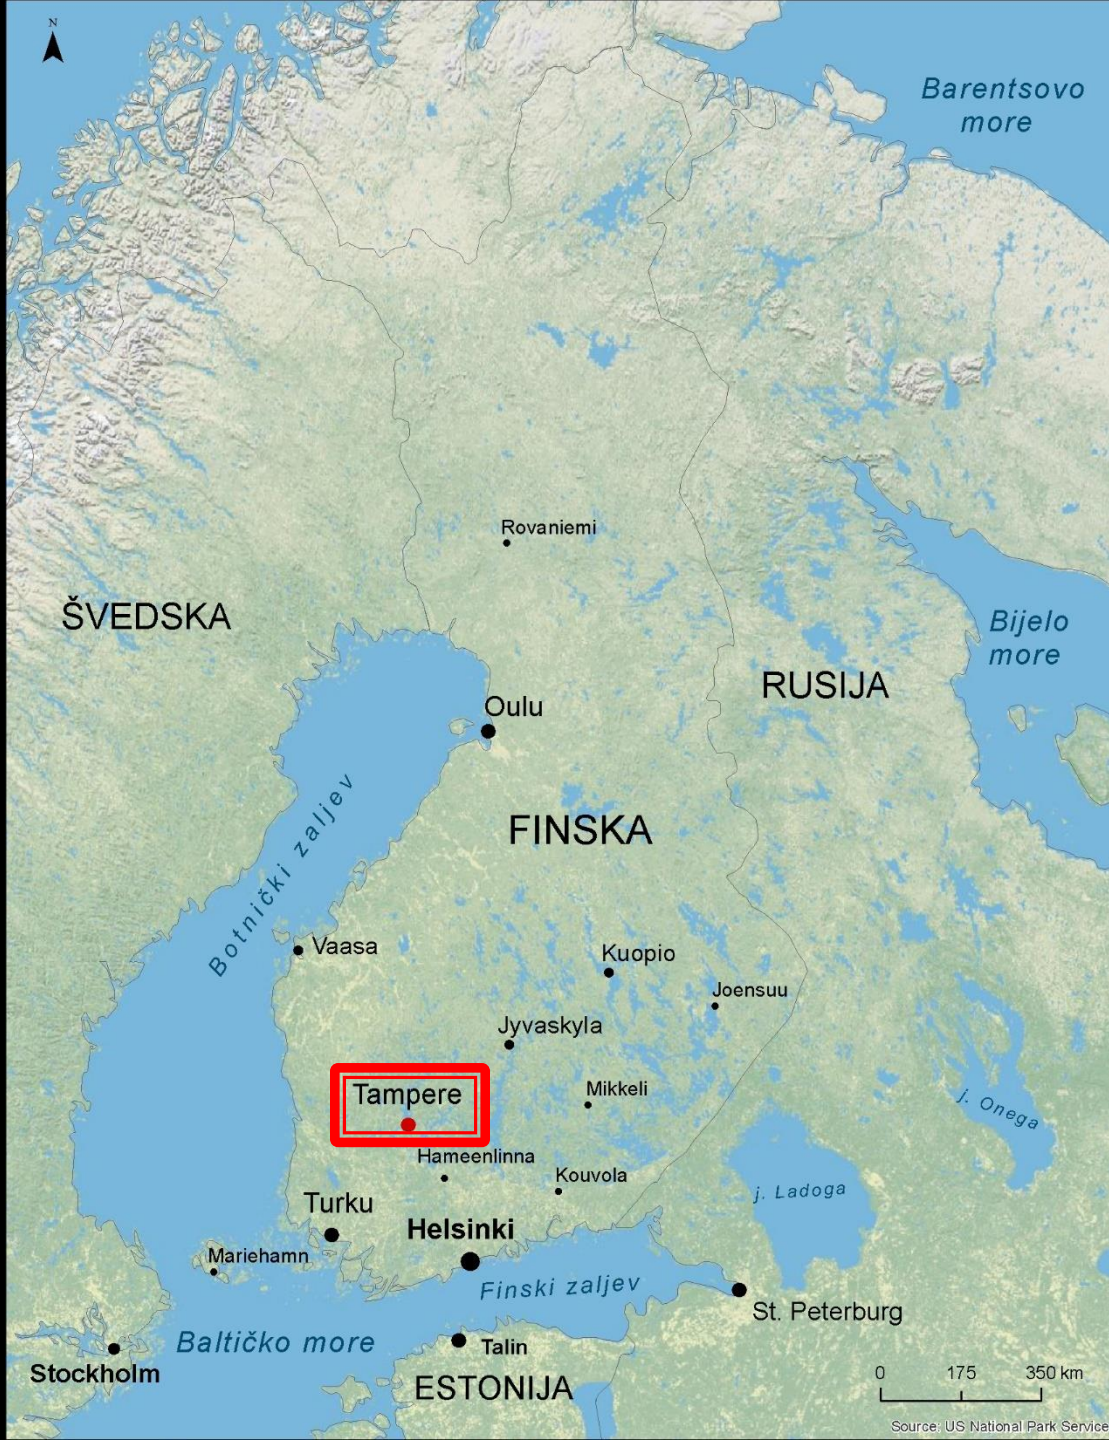 N
Barentsovo
more
Rovaniemi
ŠVEDSKA
Bijelo
more
RUSIJA
Oulu
Botnički zaljev
FINSKA
Vaasa
Kuopio
Joensuu
Jyvaskyla
Tampere
Mikkeli
j. Onega
Hameenlinna
Kouvola
j. Ladoga
Turku
Helsinki
Mariehamn
Finski zaljev
St. Peterburg
Baltičko more
Talin
Stockholm
ESTONIJA
0 175 350 km
Source: US National Park Service